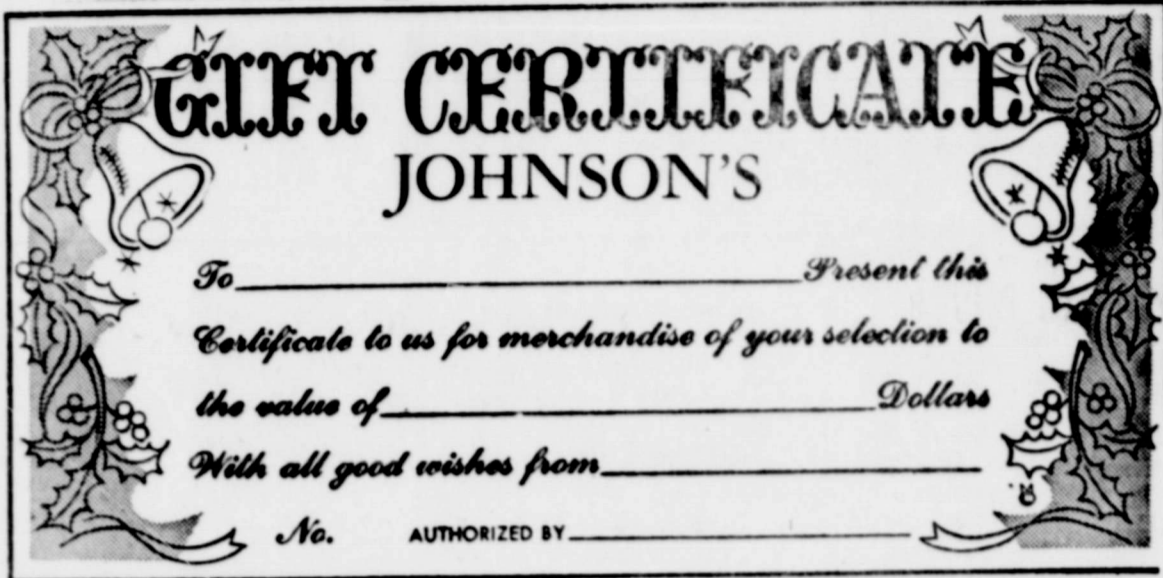 GIFT CERTIFICATE
JOHNSON'S
To Present this
Certificate to us for merchandise of your selection to
the value of Dollars
With all good wishes from
No. AUTHORIZED BY